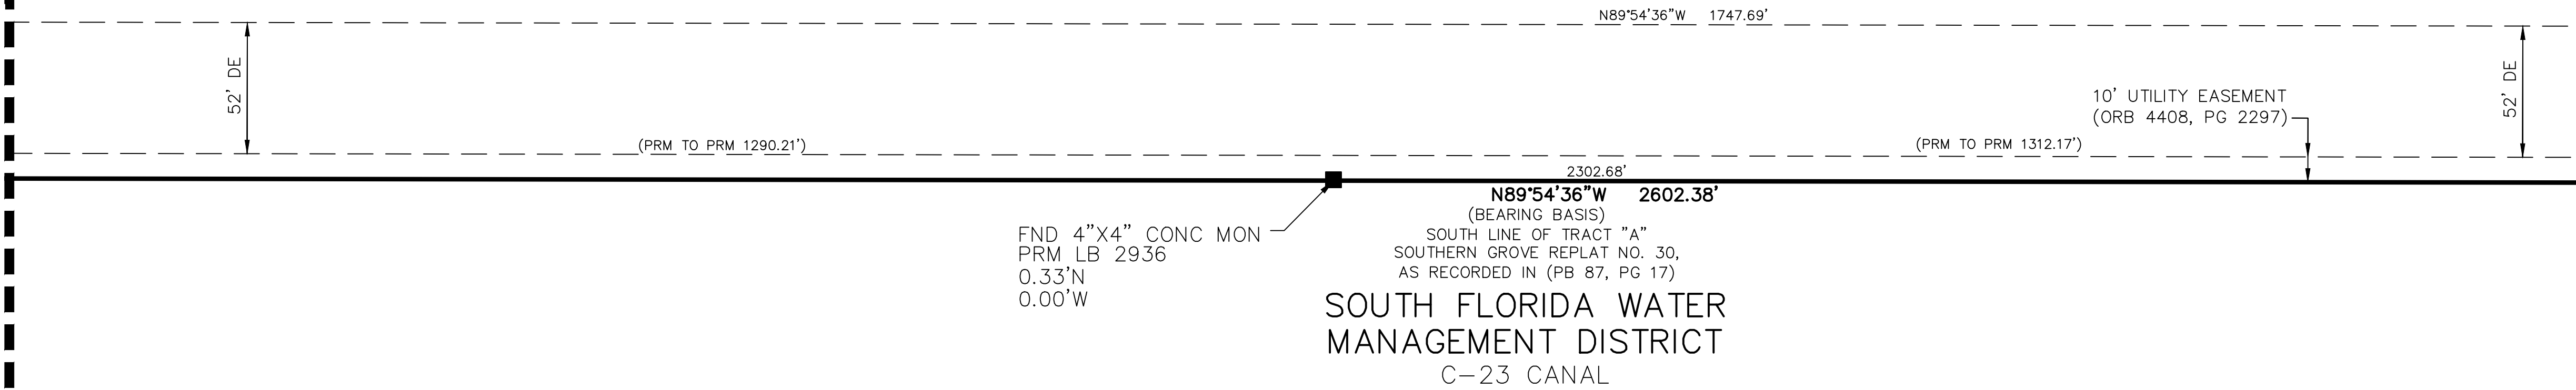 N89°54'36"W 1747.69'
52' DE
52' DE
10' UTILITY EASEMENT
(ORB 4408, PG 2297)
(PRM TO PRM 1290.21')
(PRM TO PRM 1312.17')
2302.68'
N89°54'36"W 2602.38'
(BEARING BASIS)
SOUTH LINE OF TRACT "A"
SOUTHERN GROVE REPLAT NO. 30,
AS RECORDED IN (PB 87, PG 17)
FND 4"X4" CONC MON
PRM LB 2936
0.33'N
0.00'W
SOUTH FLORIDA WATER
MANAGEMENT DISTRICT
C-23 CANAL